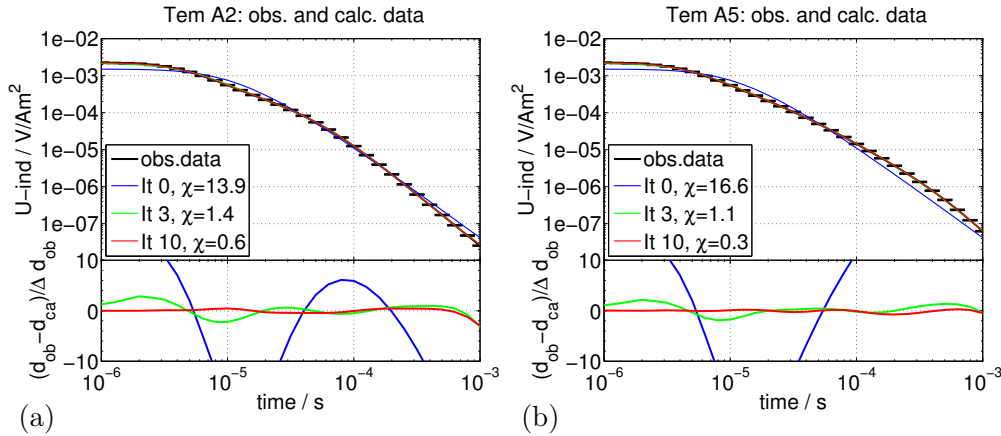 Tem A2: obs. and calc. data
U−ind / V/Am²
1e−02
1e−03
1e−04
1e−05
1e−06
1e−07
obs.data
It 0, χ=13.9
It 3, χ=1.4
It 10, χ=0.6
(d_ob−d_ca)/Δ d_ob
10
0
−10
10⁻⁶
10⁻⁵
10⁻⁴
10⁻³
time / s
(a)
Tem A5: obs. and calc. data
U−ind / V/Am²
1e−02
1e−03
1e−04
1e−05
1e−06
1e−07
obs.data
It 0, χ=16.6
It 3, χ=1.1
It 10, χ=0.3
(d_ob−d_ca)/Δ d_ob
10
0
−10
10⁻⁶
10⁻⁵
10⁻⁴
10⁻³
time / s
(b)